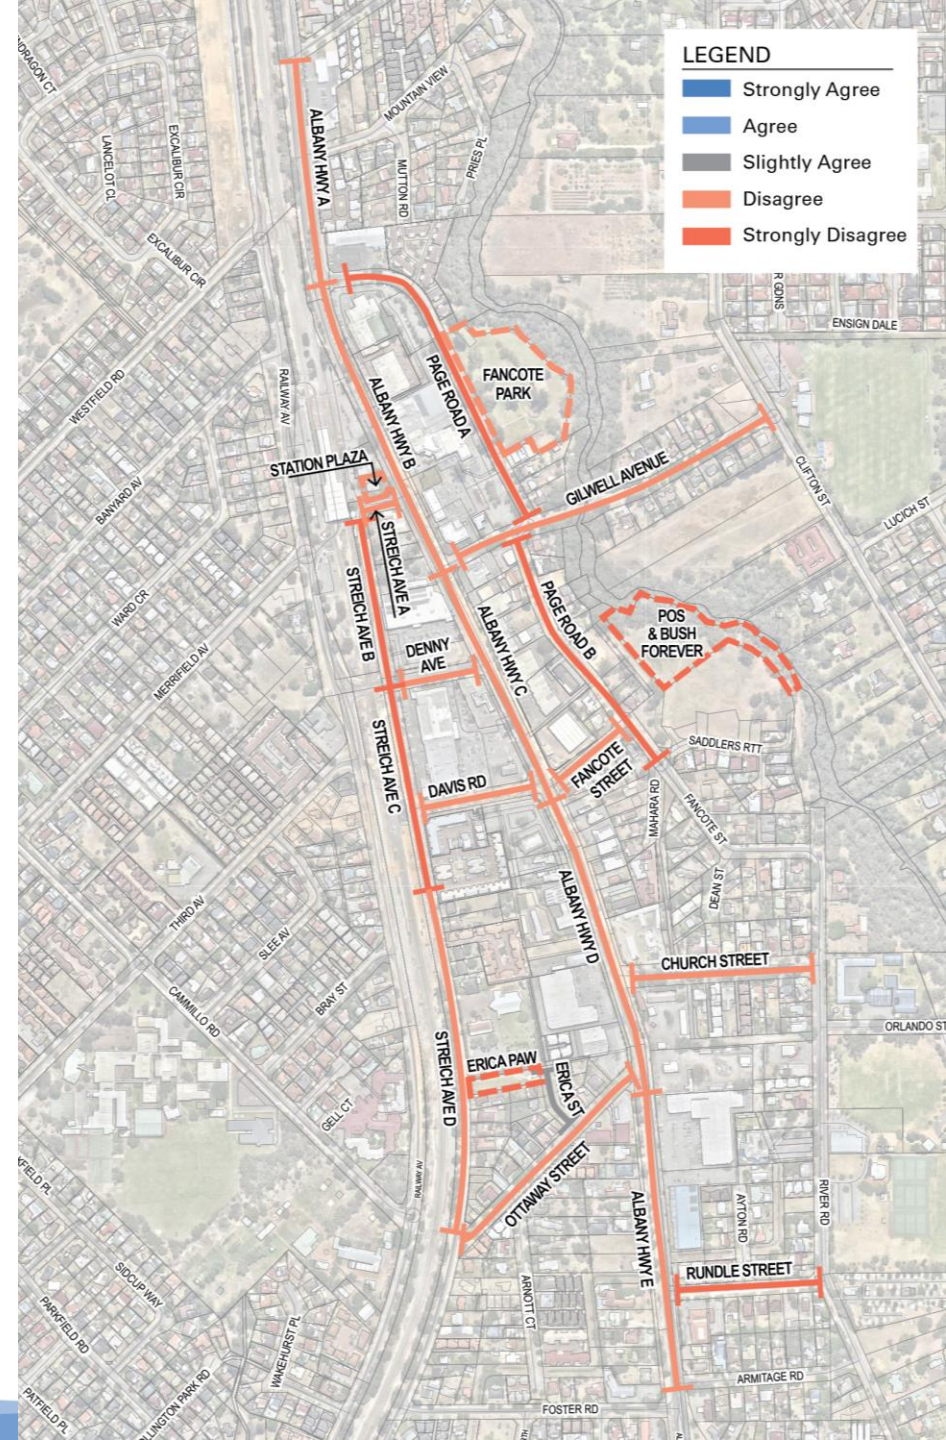 LEGEND
Strongly Agree
Agree
Slightly Agree
Disagree
Strongly Disagree
LANCELOT CL
EXCALIBUR CIR
EXCALIBUR CIR
ALBANY HWY A
MOUNTAIN VIEW
MUTTON RD
PRIES PL
ENSIGN DALE
WESTFIELD RD
RAILWAY AV
ALBANY HWY B
PAGE ROAD A
FANCOTE
PARK
BANYARD AV
STATION PLAZA
GILWELL AVENUE
CLIFTON ST
LUCICH ST
STREICH AVE A
STREICH AVE B
WARD CR
MERRIFIELD AV
DENNY
AVE
ALBANY HWY C
PAGE ROAD B
POS
& BUSH
FOREVER
STREICH AVE C
DAVIS RD
FANCOTE
STREET
SADDLERS RTT
MAHARA RD
FANCOTE ST
DEAN ST
THIRD AV
SLEE AV
ALBANY HWY D
CHURCH STREET
CAMMILLO RD
BRAY ST
ORLANDO ST
STREICH AVE D
ERICA PAW
ERICA ST
GELL CT
RAILWAY AV
OTTAWAY STREET
ALBANY HWY E
AYTON RD
RIVER RD
RUNDLE STREET
SIDCUP WAY
PARKFIELD RD
WAKEHURST PL
ARNOTT CT
ARMITAGE RD
FOSTER RD
PATFIELD PL